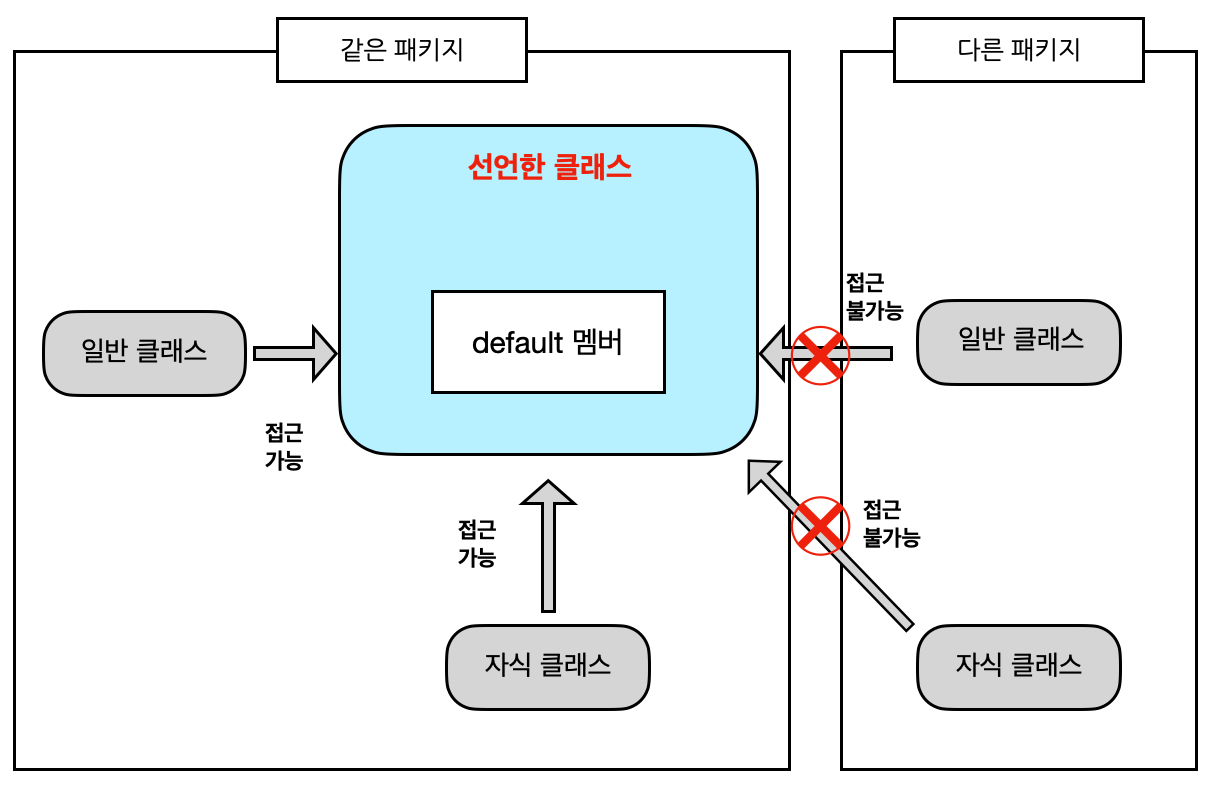 같은 패키지
다른 패키지
선언한 클래스
default 멤버
일반 클래스
접근
가능
접근
가능
자식 클래스
접근
불가능
일반 클래스
접근
불가능
자식 클래스